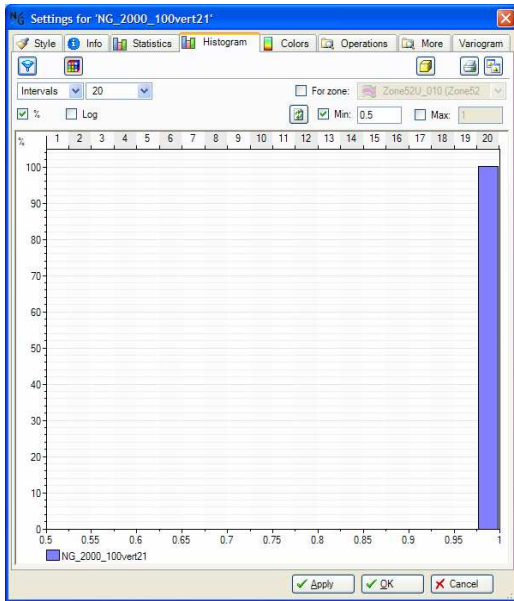 N/G Settings for 'NG_2000_100vert21'
Style Info Statistics Histogram Colors Operations More Variogram
Intervals 20 For zone: Zone52U_010 (Zone52
% Log Min: 0.5 Max: 1
% 1 2 3 4 5 6 7 8 9 10 11 12 13 14 15 16 17 18 19 20
100
90
80
70
60
50
40
30
20
10
0
0.5 0.55 0.6 0.65 0.7 0.75 0.8 0.85 0.9 0.95 1
NG_2000_100vert21
Apply OK Cancel